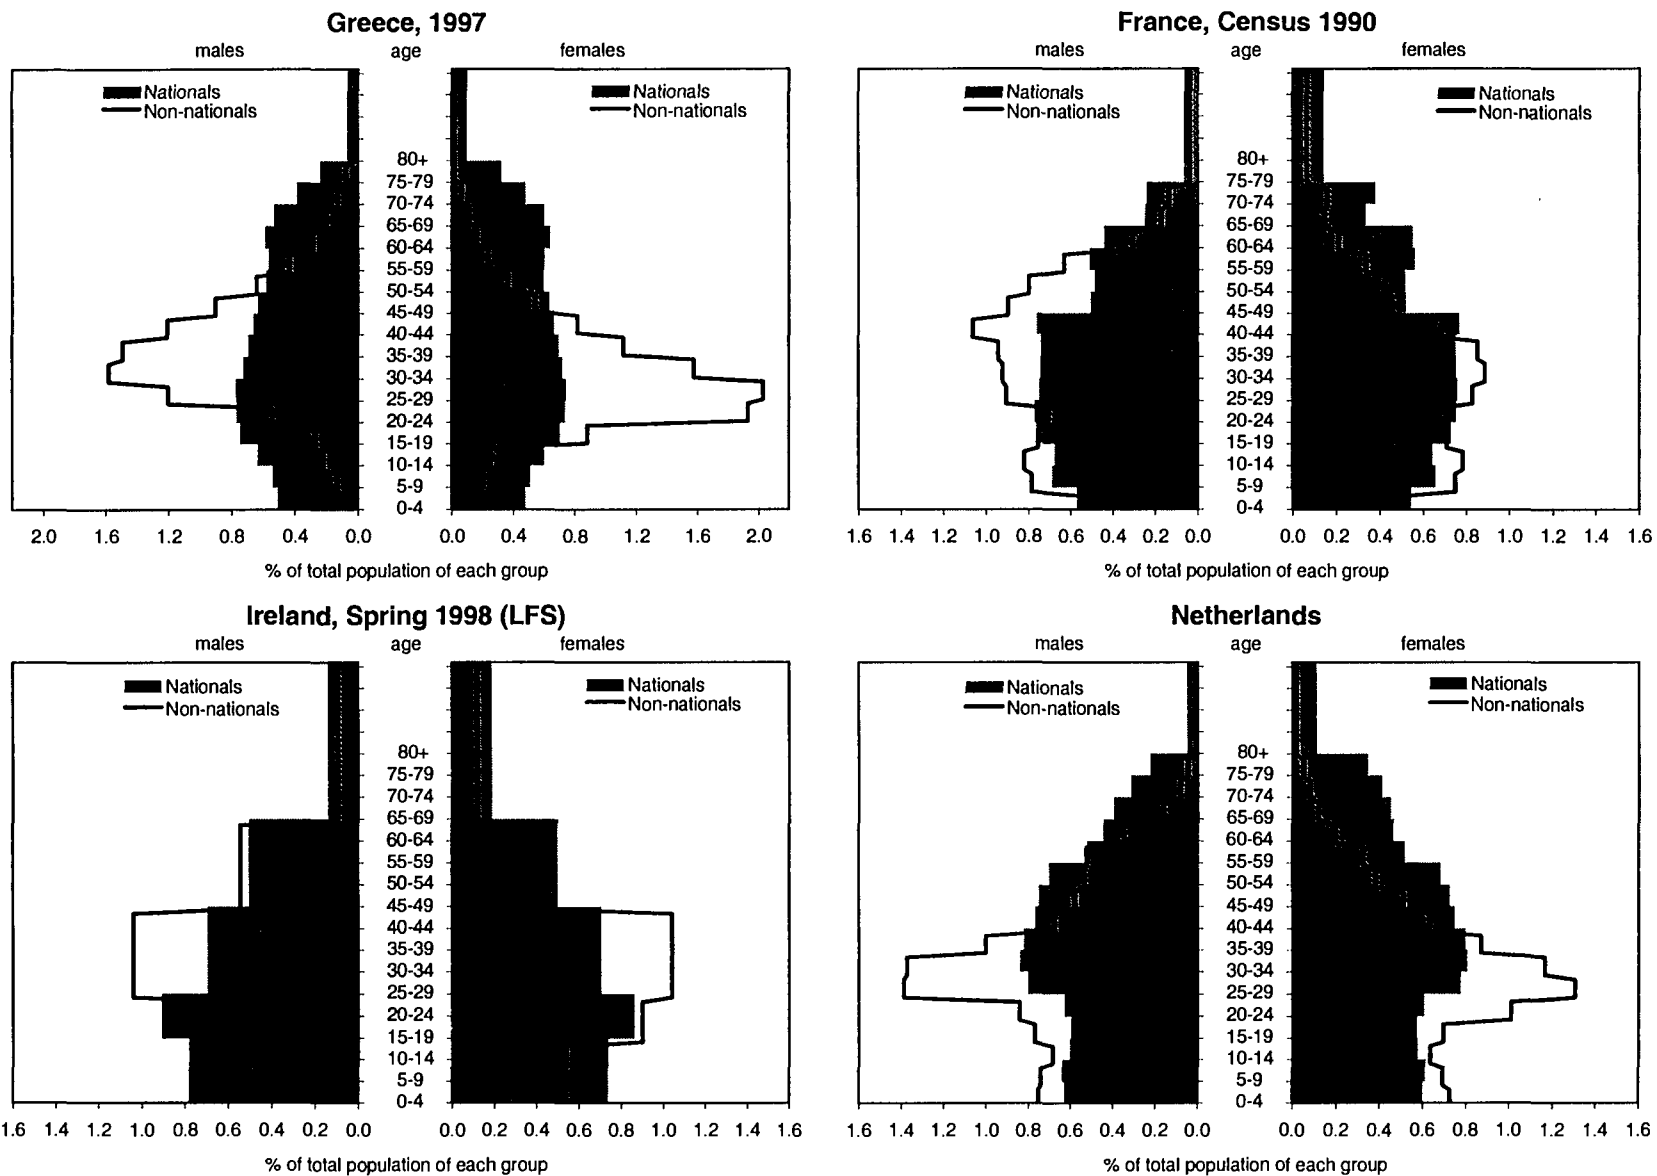 Greece, 1997
males age females
Nationals
Non-nationals
Nationals
Non-nationals
80+
75-79
70-74
65-69
60-64
55-59
50-54
45-49
40-44
35-39
30-34
25-29
20-24
15-19
10-14
5-9
0-4
2.0 1.6 1.2 0.8 0.4 0.0 0.0 0.4 0.8 1.2 1.6 2.0
% of total population of each group
France, Census 1990
males age females
Nationals
Non-nationals
Nationals
Non-nationals
80+
75-79
70-74
65-69
60-64
55-59
50-54
45-49
40-44
35-39
30-34
25-29
20-24
15-19
10-14
5-9
0-4
1.6 1.4 1.2 1.0 0.8 0.6 0.4 0.2 0.0 0.0 0.2 0.4 0.6 0.8 1.0 1.2 1.4 1.6
% of total population of each group
Ireland, Spring 1998 (LFS)
males age females
Nationals
Non-nationals
Nationals
Non-nationals
80+
75-79
70-74
65-69
60-64
55-59
50-54
45-49
40-44
35-39
30-34
25-29
20-24
15-19
10-14
5-9
0-4
1.6 1.4 1.2 1.0 0.8 0.6 0.4 0.2 0.0 0.0 0.2 0.4 0.6 0.8 1.0 1.2 1.4 1.6
% of total population of each group
Netherlands
males age females
Nationals
Non-nationals
Nationals
Non-nationals
80+
75-79
70-74
65-69
60-64
55-59
50-54
45-49
40-44
35-39
30-34
25-29
20-24
15-19
10-14
5-9
0-4
1.6 1.4 1.2 1.0 0.8 0.6 0.4 0.2 0.0 0.0 0.2 0.4 0.6 0.8 1.0 1.2 1.4 1.6
% of total population of each group